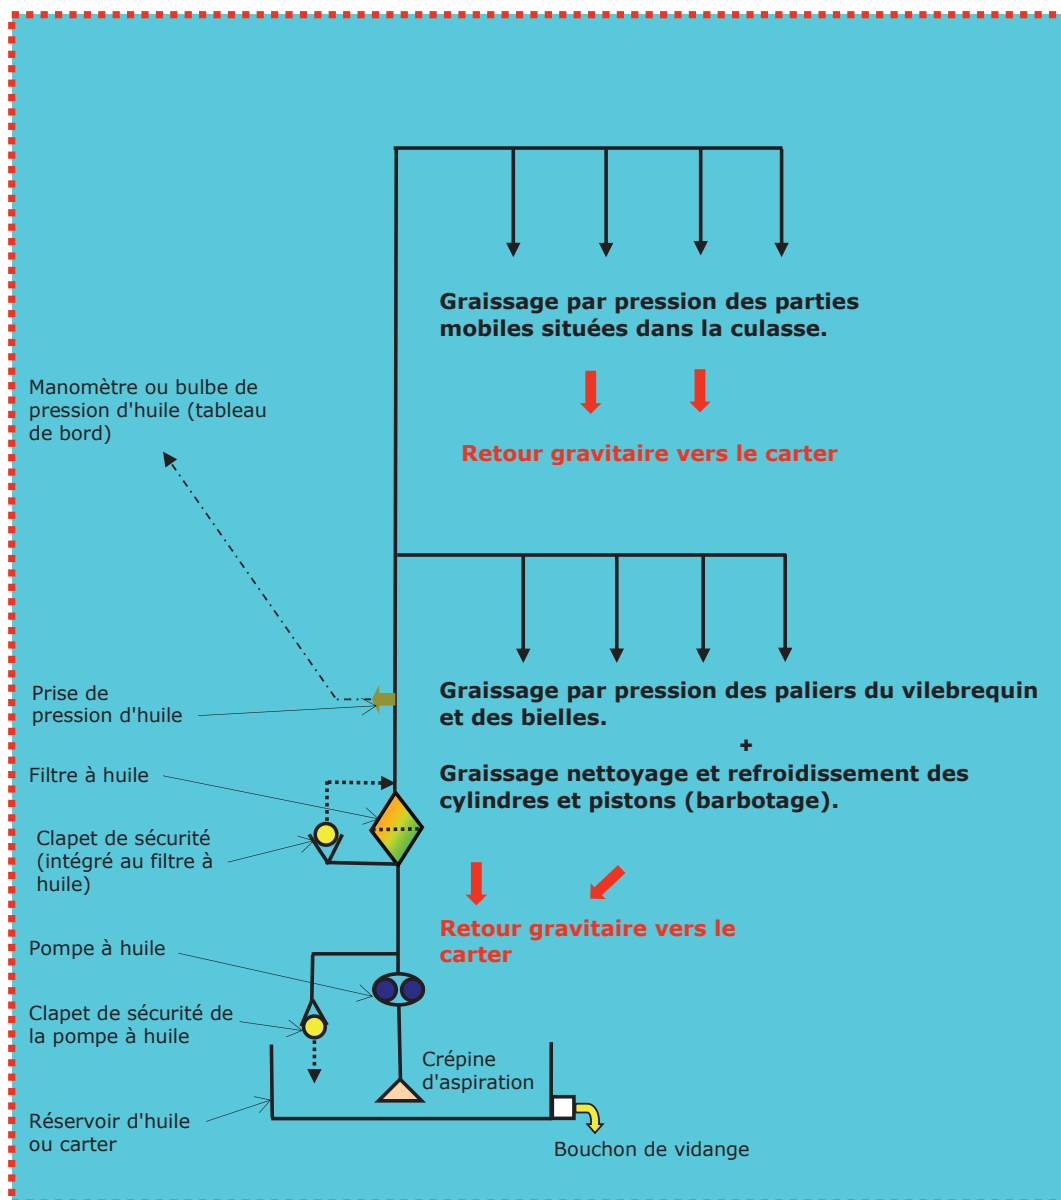 Graissage par pression des parties
mobiles situées dans la culasse.
Manomètre ou bulbe de
pression d'huile (tableau
de bord)
Retour gravitaire vers le carter
Prise de
pression d'huile
Graissage par pression des paliers du vilebrequin
et des bielles.
+
Graissage nettoyage et refroidissement des
cylindres et pistons (barbotage).
Filtre à huile
Clapet de sécurité
(intégré au filtre à
huile)
Retour gravitaire vers le
carter
Pompe à huile
Clapet de sécurité de
la pompe à huile
Crépine
d'aspiration
Réservoir d'huile
ou carter
Bouchon de vidange